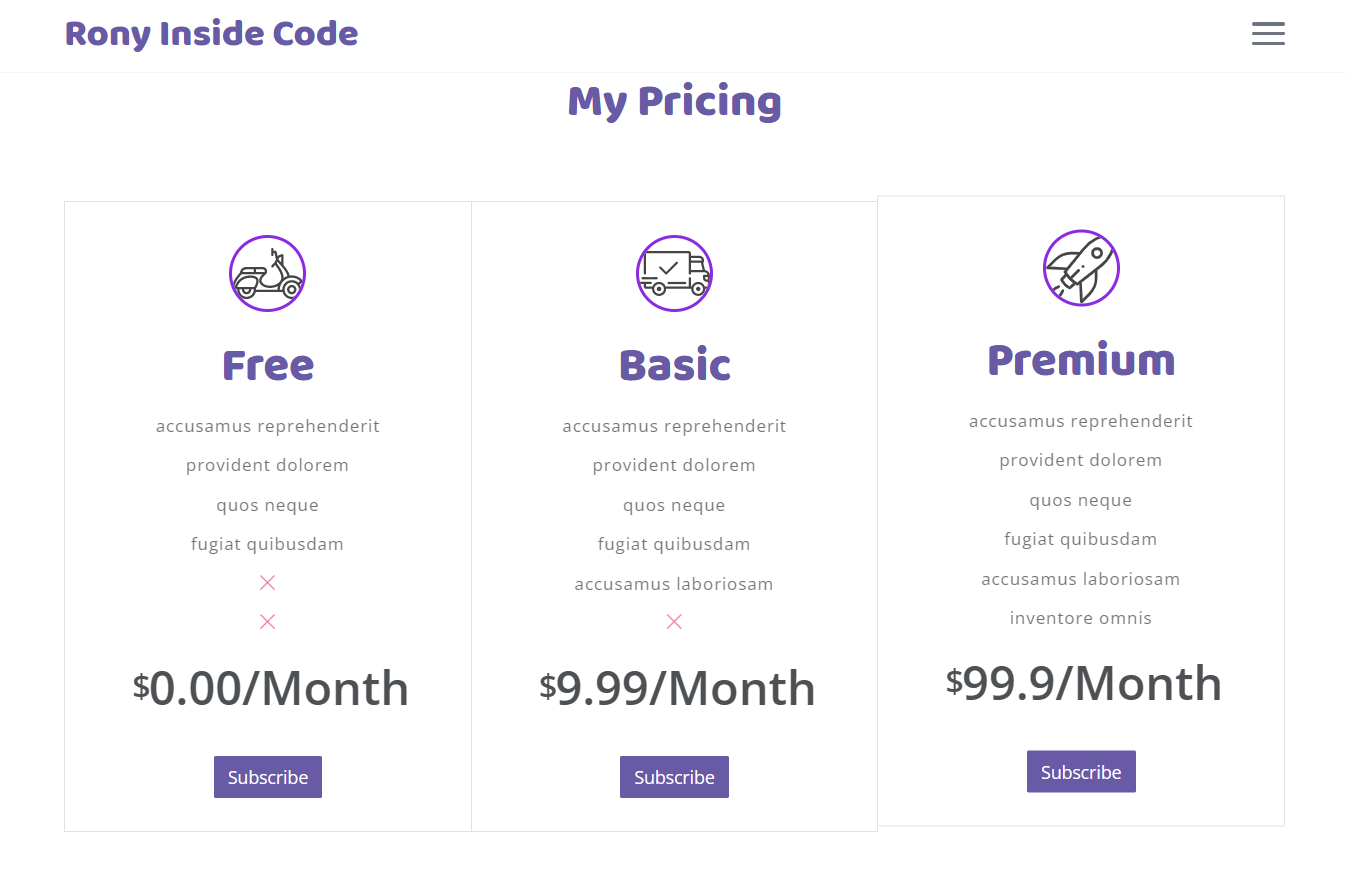 Rony Inside Code
My Pricing
Free
accusamus reprehenderit
provident dolorem
quos neque
fugiat quibusdam
$0.00/Month
Subscribe
Basic
accusamus reprehenderit
provident dolorem
quos neque
fugiat quibusdam
accusamus laboriosam
$9.99/Month
Subscribe
Premium
accusamus reprehenderit
provident dolorem
quos neque
fugiat quibusdam
accusamus laboriosam
inventore omnis
$99.9/Month
Subscribe